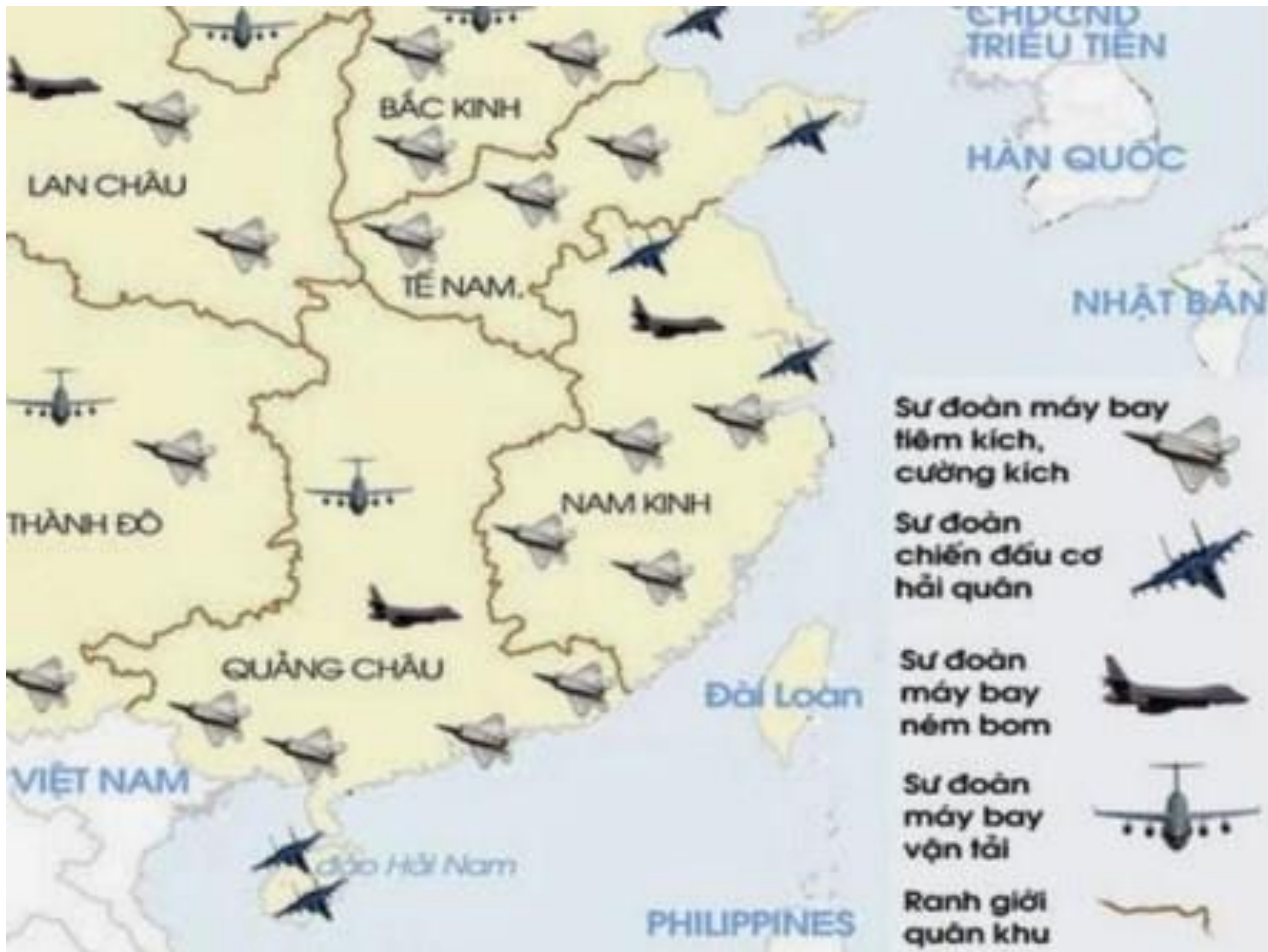 CHDCND
TRIỀU TIÊN
BẮC KINH
HÀN QUỐC
LAN CHÂU
TẾ NAM.
NHẬT BẢN
THÀNH ĐÔ
NAM KINH
QUẢNG CHÂU
Đài Loan
VIỆT NAM
đảo Hải Nam
PHILIPPINES
Sư đoàn máy bay
tiêm kích,
cường kích
Sư đoàn
chiến đấu cơ
hải quân
Sư đoàn
máy bay
ném bom
Sư đoàn
máy bay
vận tải
Ranh giới
quân khu